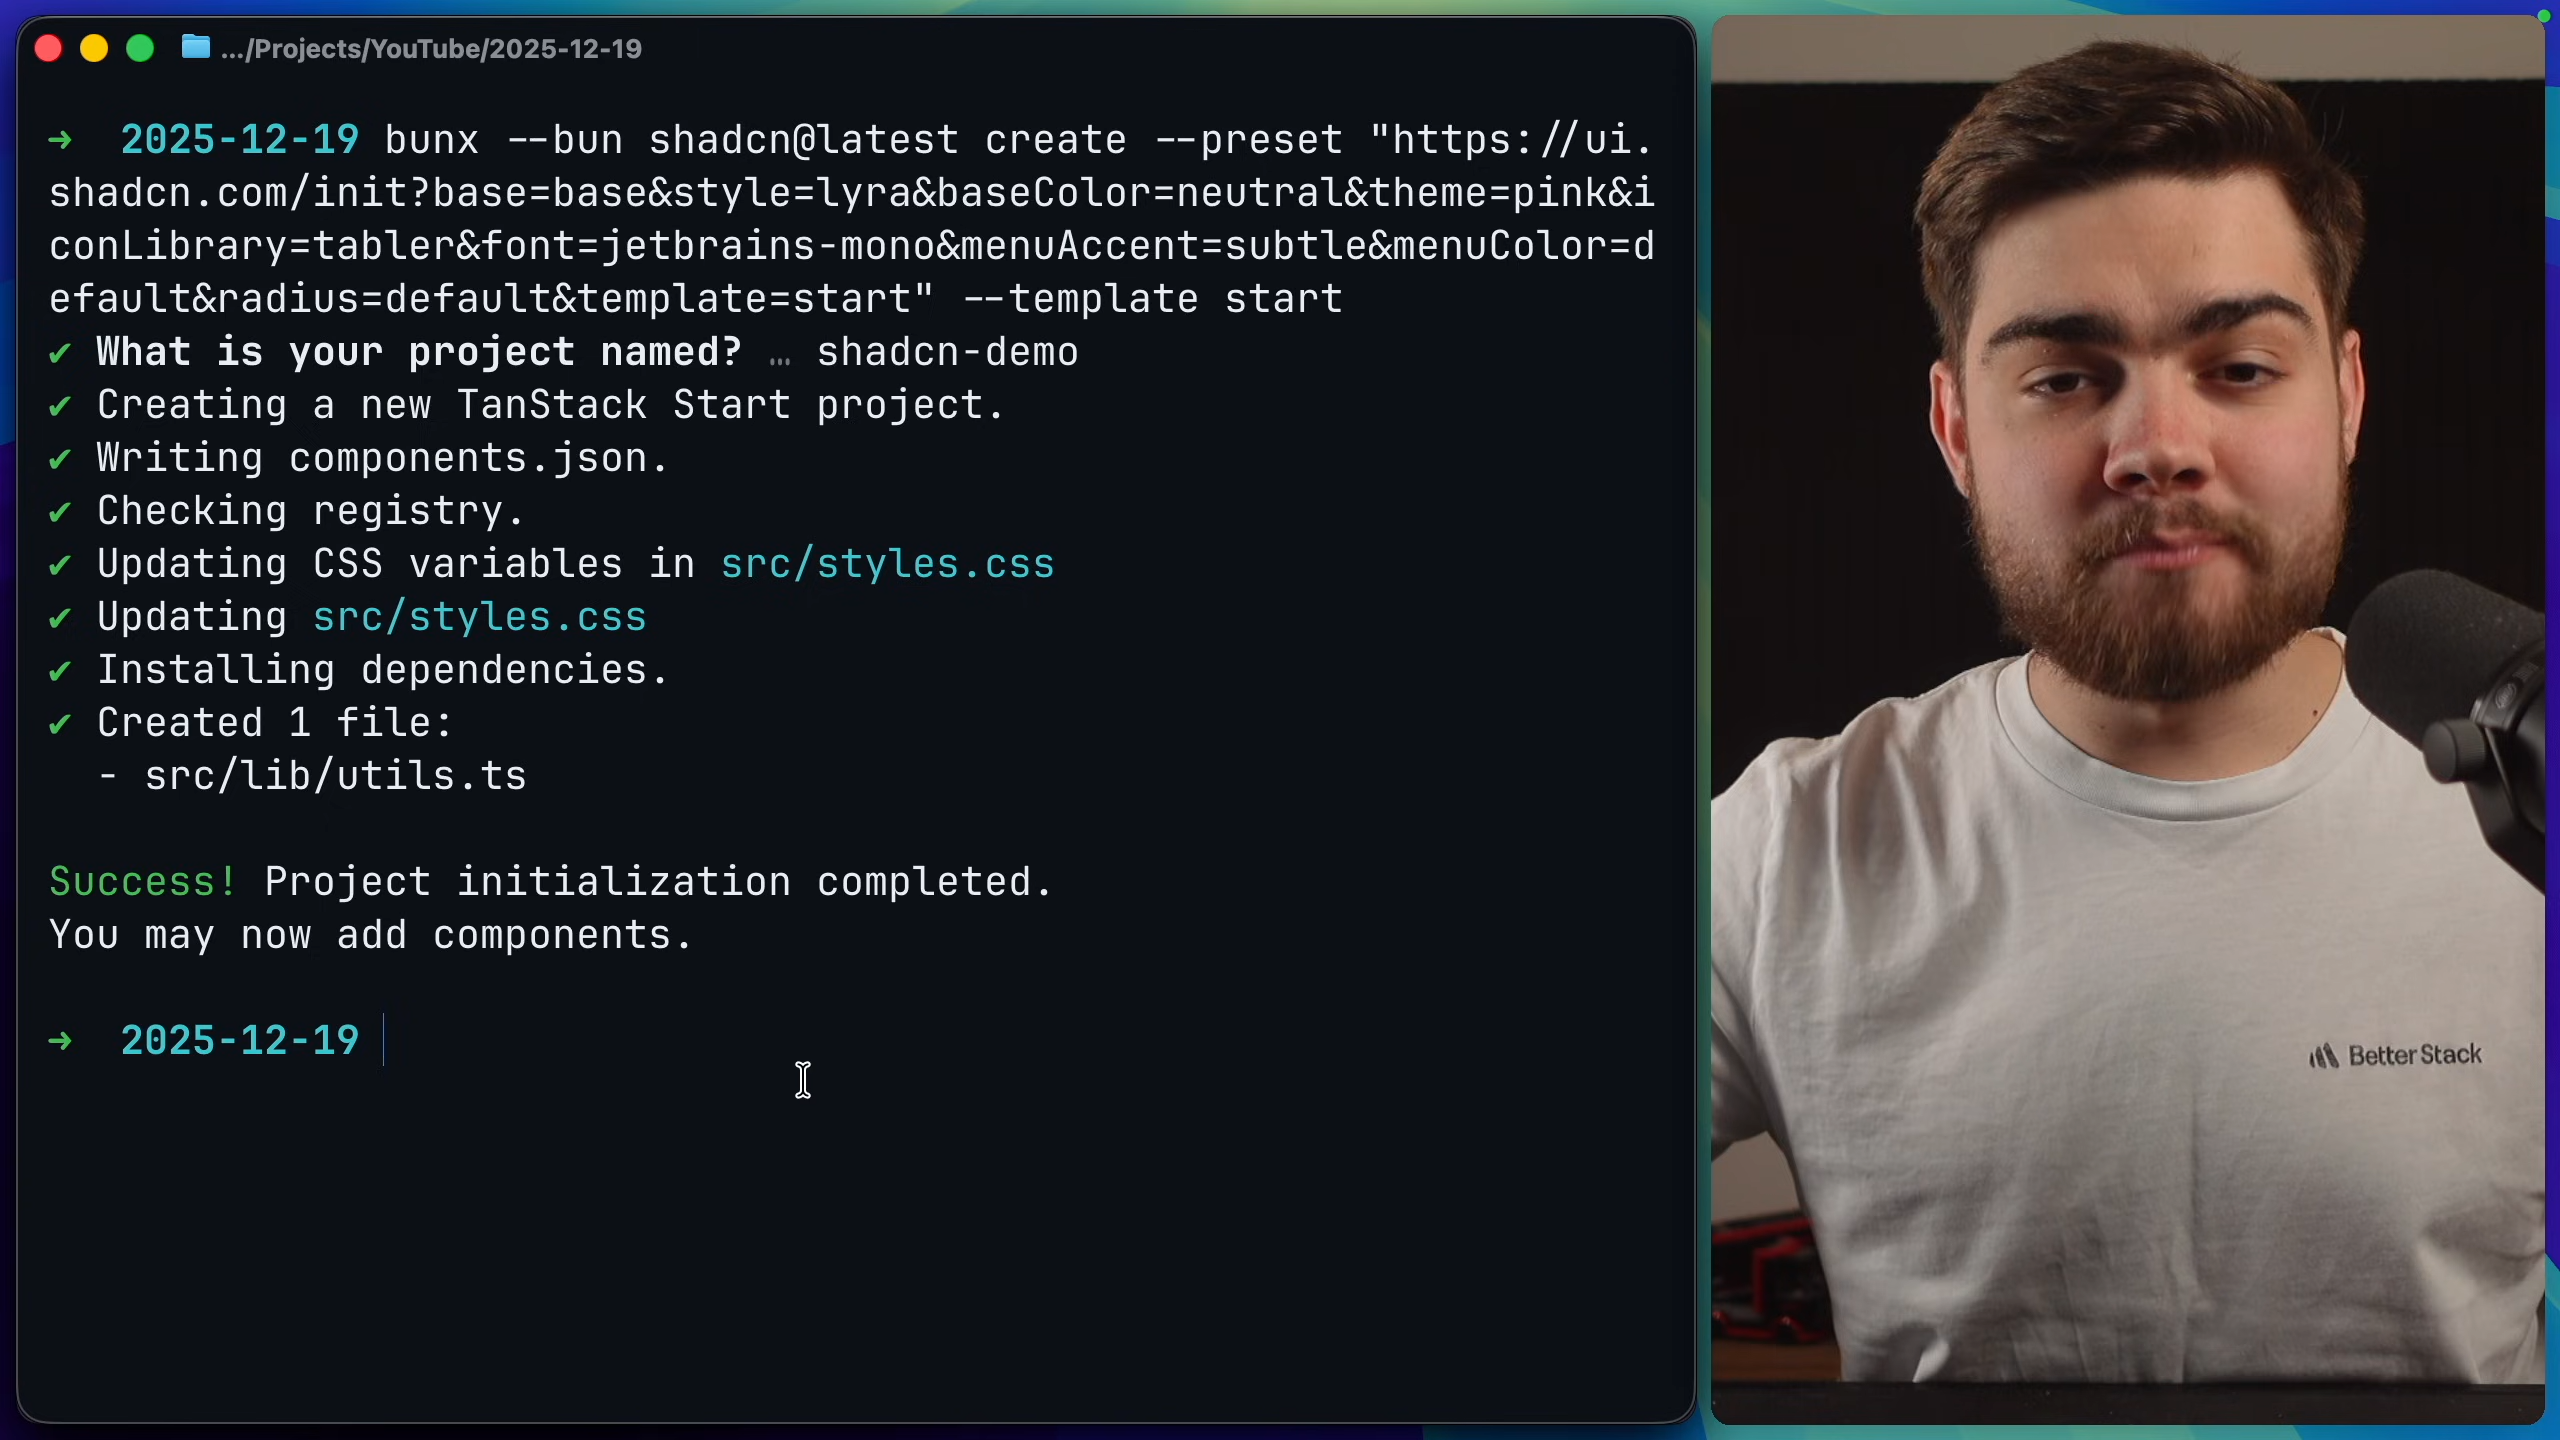 .../Projects/YouTube/2025-12-19
➜ 2025-12-19 bunx --bun shadcn@latest create --preset "https://ui.
shadcn.com/init?base=base&style=lyra&baseColor=neutral&theme=pink&i
conLibrary=tabler&font=jetbrains-mono&menuAccent=subtle&menuColor=d
efault&radius=default&template=start" --template start
✔ What is your project named? … shadcn-demo
✔ Creating a new TanStack Start project.
✔ Writing components.json.
✔ Checking registry.
✔ Updating CSS variables in src/styles.css
✔ Updating src/styles.css
✔ Installing dependencies.
✔ Created 1 file:
- src/lib/utils.ts
Success! Project initialization completed.
You may now add components.
➜ 2025-12-19
Better Stack